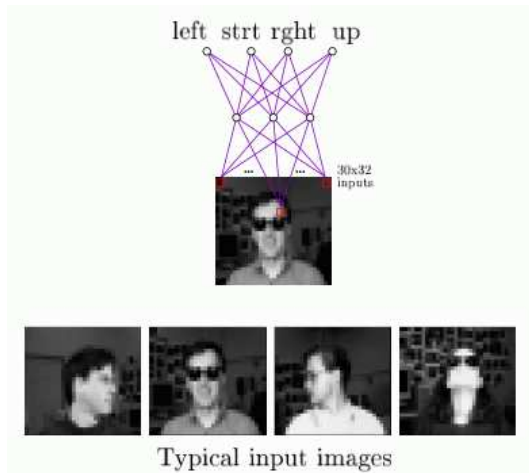 left strt rght up
... ...
30x32
inputs
Typical input images